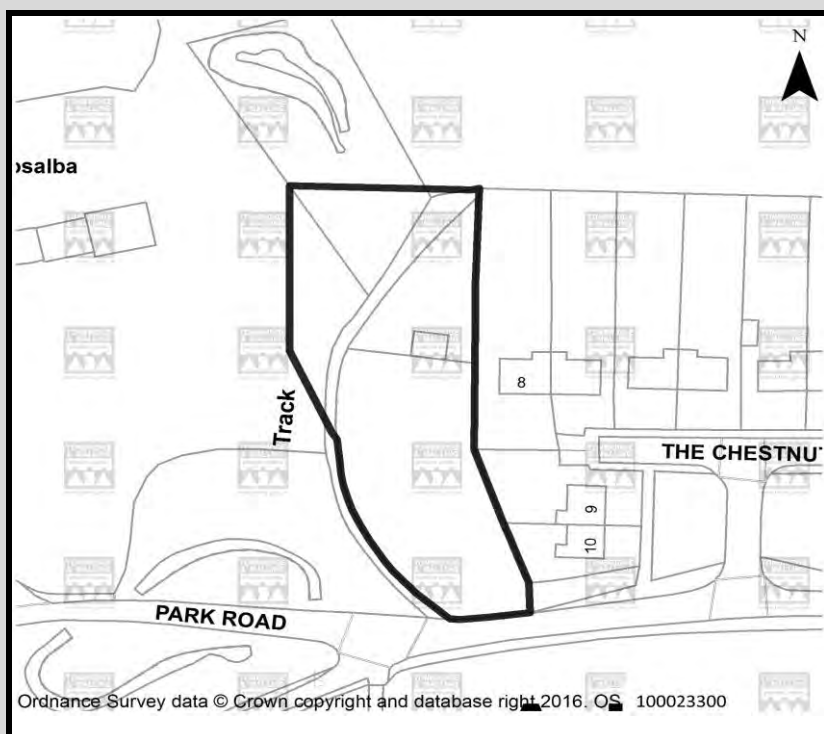 N
osalba
8
Track
THE CHESTNUT
9
10
PARK ROAD
Ordnance Survey data © Crown copyright and database right 2016. OS 100023300